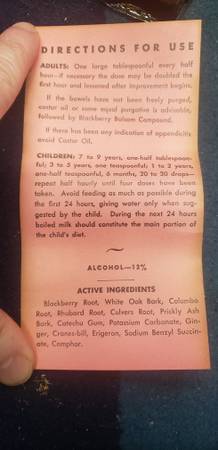 DIRECTIONS FOR USE
ADULTS: One large tablespoonful every half
hour—if necessary the dose may be doubled the
first hour and lessened after improvement begins.
If the bowels have not been freely purged,
castor oil or some equal purgative is advisable,
followed by Blackberry Balsam Compound.
If there has been any indication of appendicitis
avoid Castor Oil.
CHILDREN: 7 to 9 years, one-half tablespoon-
ful; 3 to 5 years, one teaspoonful; 1 to 2 years,
one-half teaspoonful, 6 months, 20 to 30 drops—
repeat half hourly until four doses have been
taken. Avoid feeding as much as possible during
the first 24 hours, giving water only when sug-
gested by the child. During the next 24 hours
boiled milk should constitute the main portion of
the child's diet.
ALCOHOL—12%
ACTIVE INGREDIENTS
Blackberry Root, White Oak Bark, Columbo
Root, Rhubarb Root, Culvers Root, Prickly Ash
Bark, Catechu Gum, Potassium Carbonate, Gin-
ger, Cranes-bill, Erigeron, Sodium Benzyl Succin-
ate, Camphor.